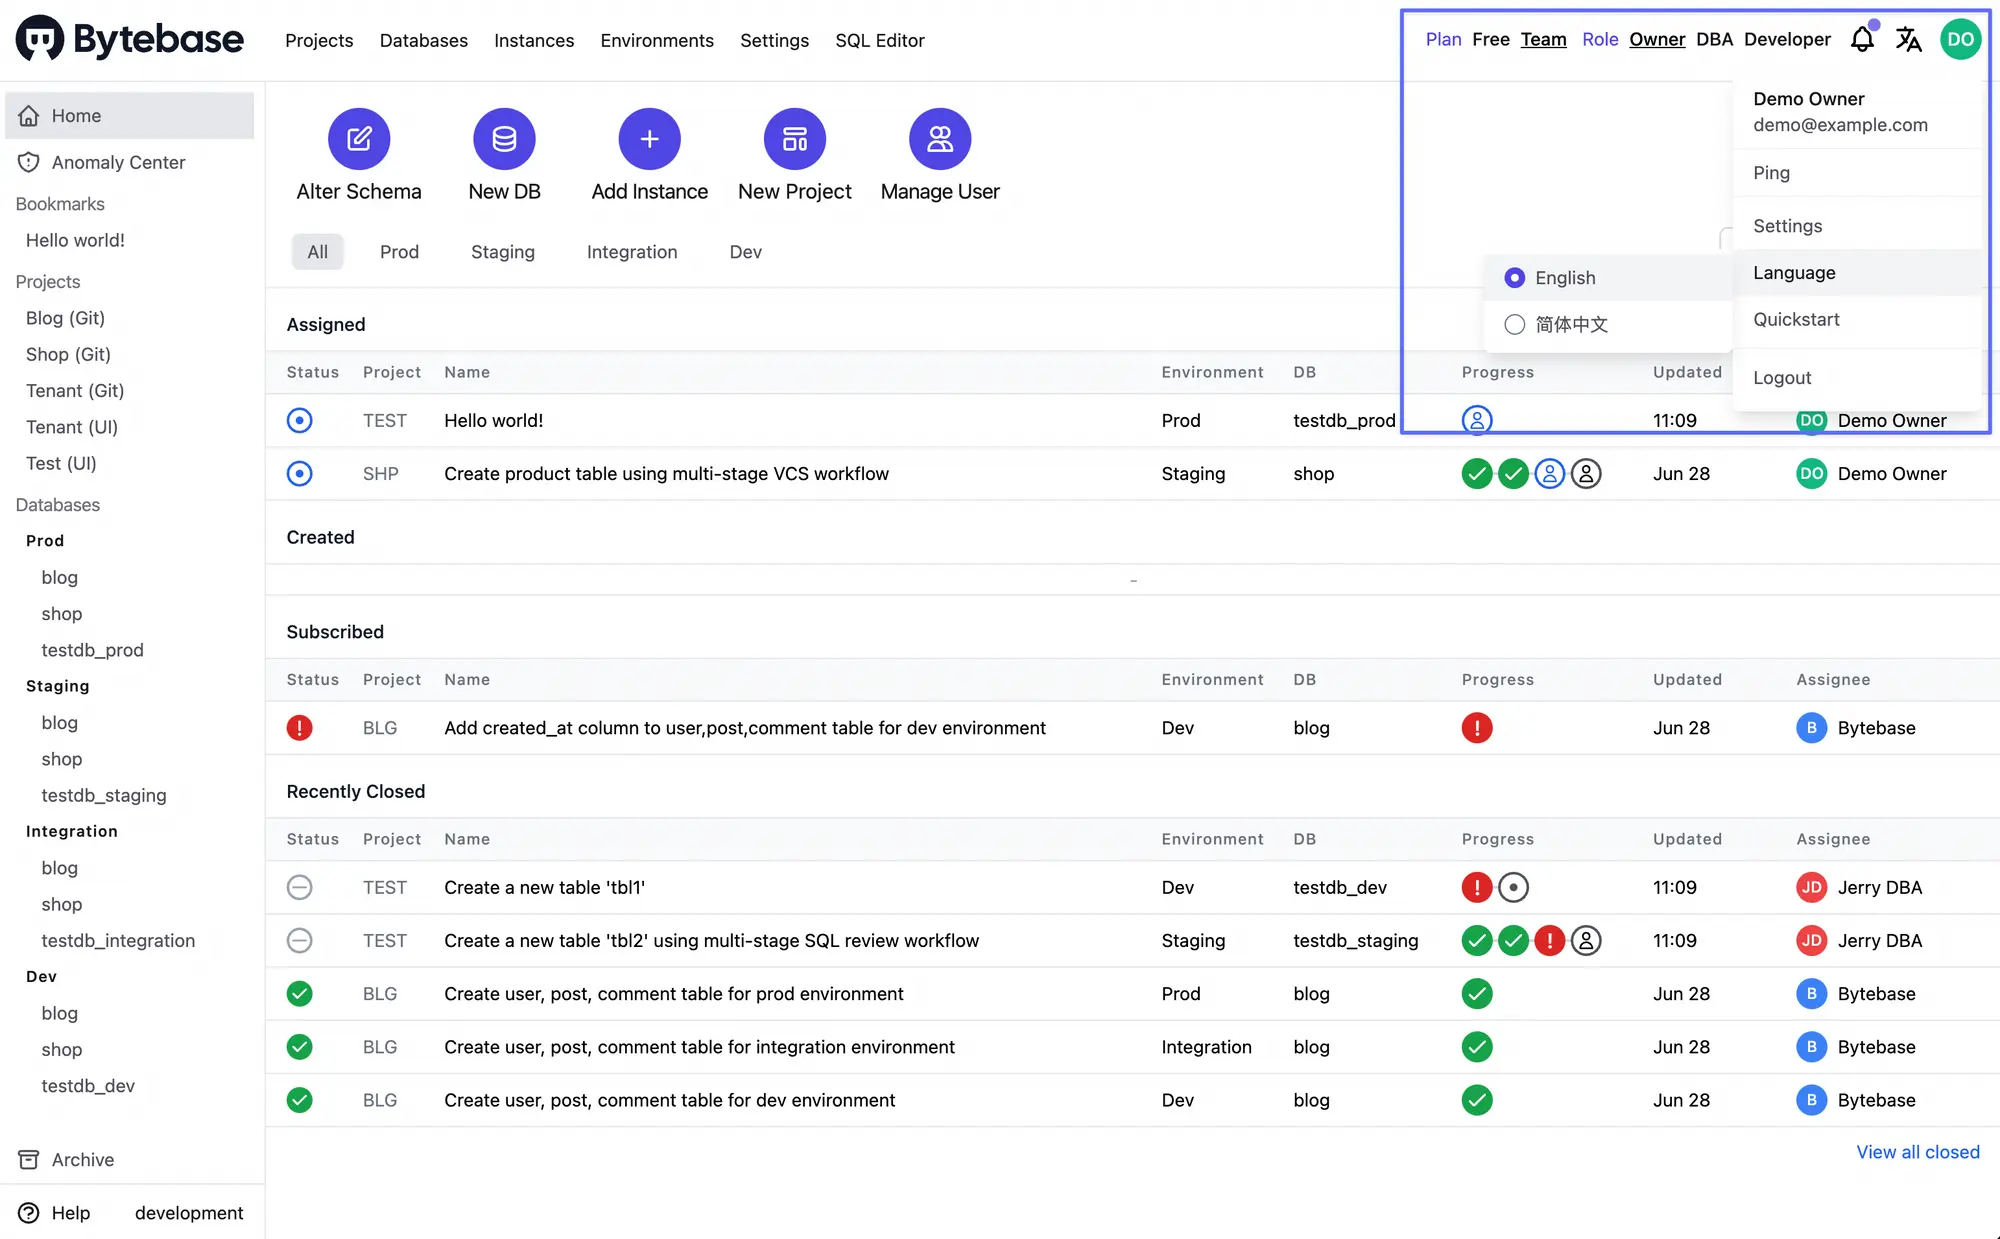 Bytebase
Projects Databases Instances Environments Settings SQL Editor
Plan Free Team Role Owner DBA Developer DO
Home
Anomaly Center
Bookmarks
Hello world!
Projects
Blog (Git)
Shop (Git)
Tenant (Git)
Tenant (UI)
Test (UI)
Databases
Prod
blog
shop
testdb_prod
Staging
blog
shop
testdb_staging
Integration
blog
shop
testdb_integration
Dev
blog
shop
testdb_dev
Archive
Help development
Alter Schema New DB Add Instance New Project Manage User
All Prod Staging Integration Dev
Demo Owner
demo@example.com
Ping
Settings
Language
Quickstart
Logout
English
简体中文
Assigned
Status Project Name Environment DB Progress Updated
TEST Hello world! Prod testdb_prod 11:09 DO Demo Owner
SHP Create product table using multi-stage VCS workflow Staging shop Jun 28 DO Demo Owner
Created
-
Subscribed
Status Project Name Environment DB Progress Updated Assignee
! BLG Add created_at column to user,post,comment table for dev environment Dev blog ! Jun 28 B Bytebase
Recently Closed
Status Project Name Environment DB Progress Updated Assignee
TEST Create a new table 'tbl1' Dev testdb_dev ! 11:09 JD Jerry DBA
TEST Create a new table 'tbl2' using multi-stage SQL review workflow Staging testdb_staging ! 11:09 JD Jerry DBA
BLG Create user, post, comment table for prod environment Prod blog Jun 28 B Bytebase
BLG Create user, post, comment table for integration environment Integration blog Jun 28 B Bytebase
BLG Create user, post, comment table for dev environment Dev blog Jun 28 B Bytebase
View all closed